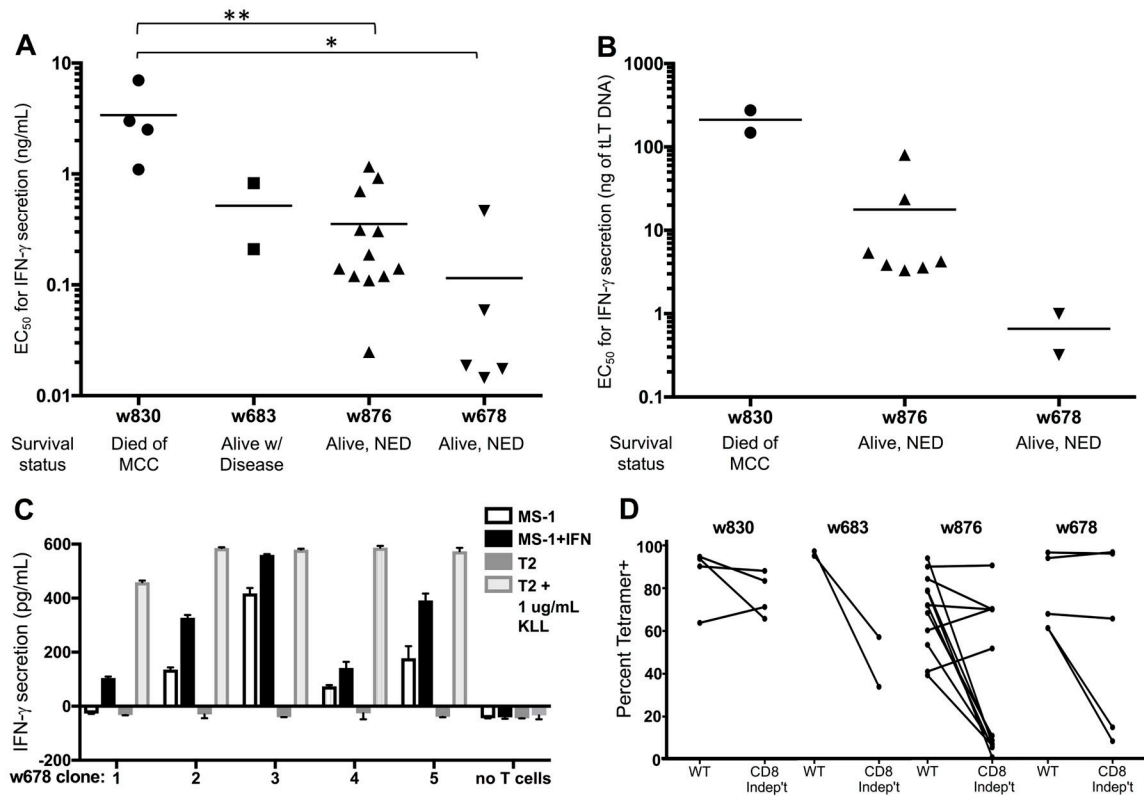 A
**
*
EC50 for IFN-γ secretion (ng/mL)
10
1
0.1
0.01
w830 w683 w876 w678
Survival status
Died of MCC
Alive w/ Disease
Alive, NED
Alive, NED
B
EC50 for IFN-γ secretion (ng of tLT DNA)
1000
100
10
1
0.1
w830 w876 w678
Survival status
Died of MCC
Alive, NED
Alive, NED
C
IFN-γ secretion (pg/mL)
600
400
200
0
-200
MS-1
MS-1+IFN
T2
T2 +
1 ug/mL
KLL
w678 clone: 1 2 3 4 5 no T cells
D
w830 w683 w876 w678
Percent Tetramer+
100
80
60
40
20
0
WT CD8 Indep't WT CD8 Indep't WT CD8 Indep't WT CD8 Indep't